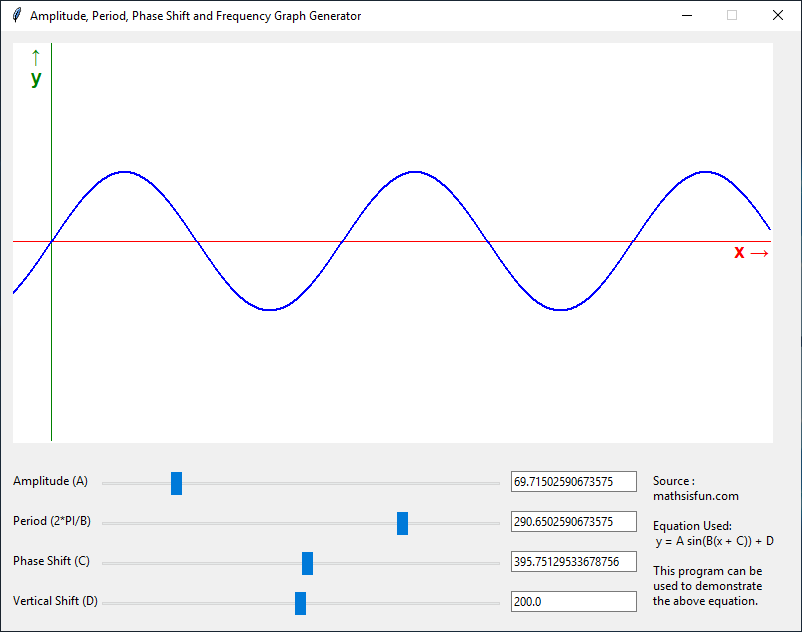 Amplitude, Period, Phase Shift and Frequency Graph Generator
↑
y
x →
Amplitude (A)
69.71502590673575
Period (2*PI/B)
290.6502590673575
Phase Shift (C)
395.75129533678756
Vertical Shift (D)
200.0
Source :
mathsisfun.com
Equation Used:
y = A sin(B(x + C)) + D
This program can be
used to demonstrate
the above equation.